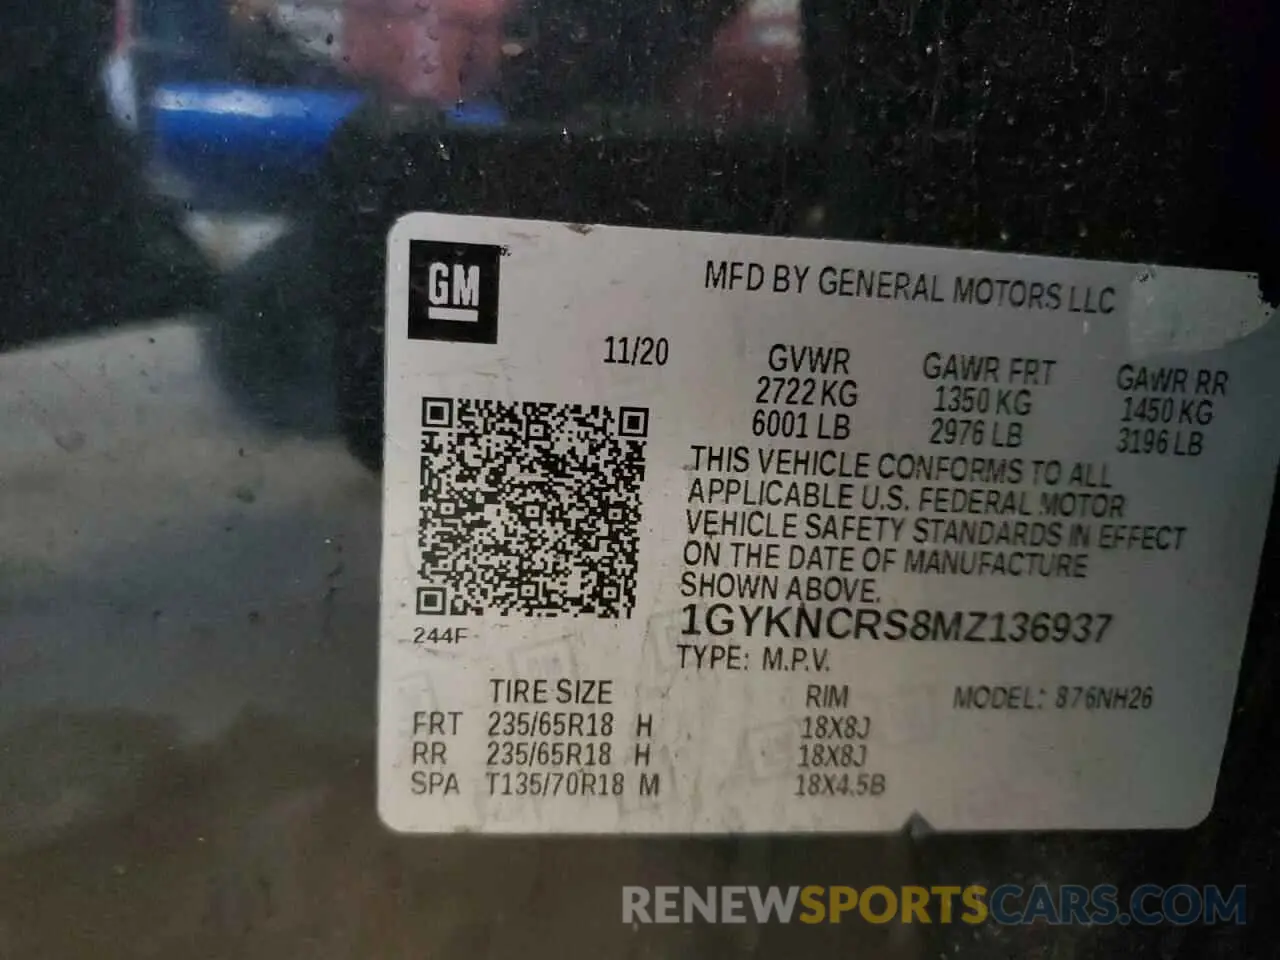 GM
MFD BY GENERAL MOTORS LLC
11/20
GVWR GAWR FRT GAWR RR
2722 KG 1350 KG 1450 KG
6001 LB 2976 LB 3196 LB
THIS VEHICLE CONFORMS TO ALL
APPLICABLE U.S. FEDERAL MOTOR
VEHICLE SAFETY STANDARDS IN EFFECT
ON THE DATE OF MANUFACTURE
SHOWN ABOVE.
1GYKNCRS8MZ136937
244F
TYPE: M.P.V.
TIRE SIZE RIM MODEL: 876NH26
FRT 235/65R18 H 18X8J
RR 235/65R18 H 18X8J
SPA T135/70R18 M 18X4.5B
RENEWSPORTSCARS.COM